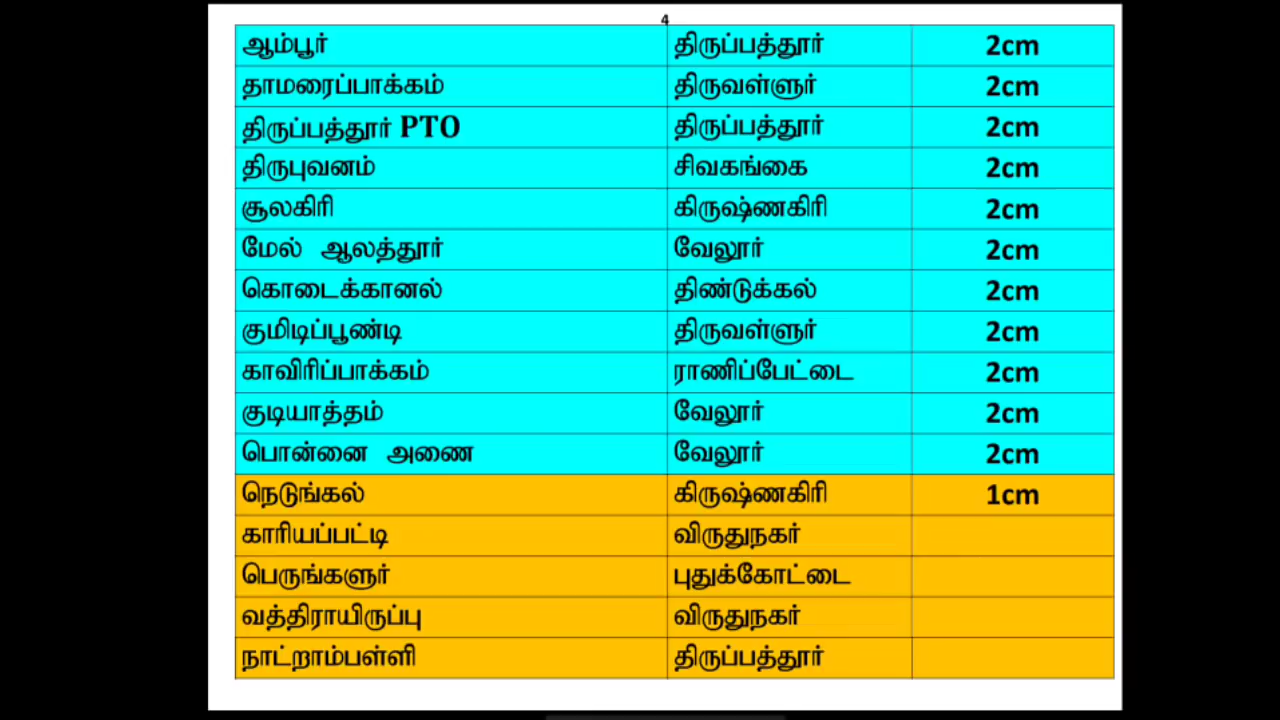 4
ஆம்பூர் திருப்பத்தூர் 2cm
தாமரைப்பாக்கம் திருவள்ளுர் 2cm
திருப்பத்தூர் PTO திருப்பத்தூர் 2cm
திருபுவனம் சிவகங்கை 2cm
சூலகிரி கிருஷ்ணகிரி 2cm
மேல் ஆலத்தூர் வேலூர் 2cm
கொடைக்கானல் திண்டுக்கல் 2cm
குமிடிப்பூண்டி திருவள்ளுர் 2cm
காவிரிப்பாக்கம் ராணிப்பேட்டை 2cm
குடியாத்தம் வேலூர் 2cm
பொன்னை அணை வேலூர் 2cm
நெடுங்கல் கிருஷ்ணகிரி 1cm
காரியப்பட்டி விருதுநகர்
பெருங்களுர் புதுக்கோட்டை
வத்திராயிருப்பு விருதுநகர்
நாட்றாம்பள்ளி திருப்பத்தூர்